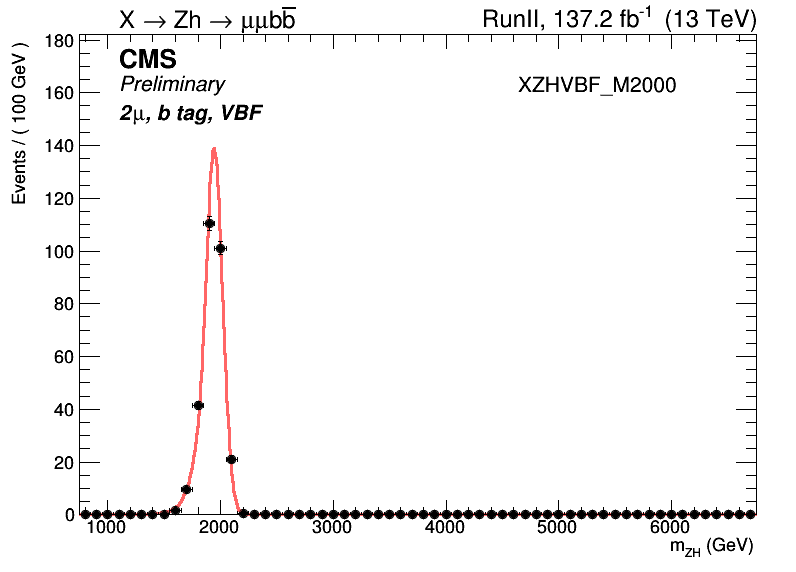 X → Zh → μμbb̅ RunII, 137.2 fb⁻¹ (13 TeV)
CMS
Preliminary
2μ, b tag, VBF
XZHVBF_M2000
Events / ( 100 GeV )
180
160
140
120
100
80
60
40
20
0
1000 2000 3000 4000 5000 6000
m_ZH (GeV)